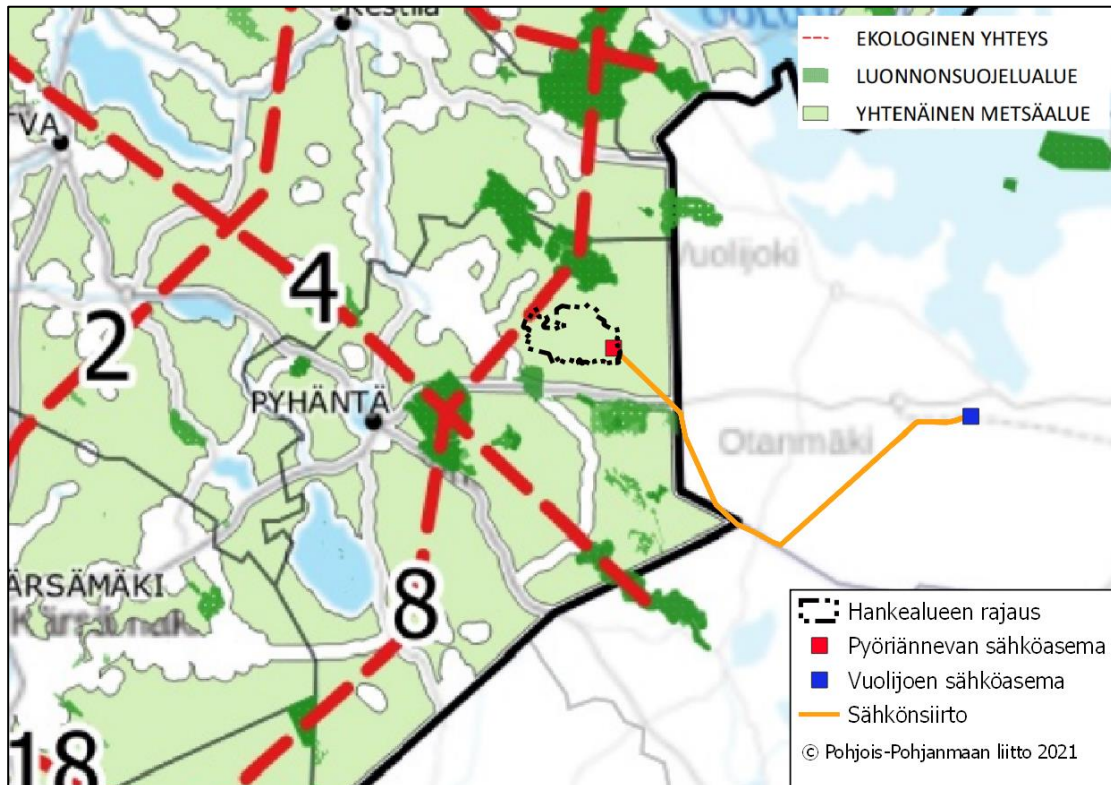 Kestilä
EKOLOGINEN YHTEYS
LUONNONSUOJELUALUE
YHTENÄINEN METSÄALUE
TVA
Vuolijoki
4
2
PYHÄNTÄ
Otanmäki
ÄRSÄMÄKI
8
18
Hankealueen rajaus
Pyöriännevan sähköasema
Vuolijoen sähköasema
Sähkönsiirto
© Pohjois-Pohjanmaan liitto 2021